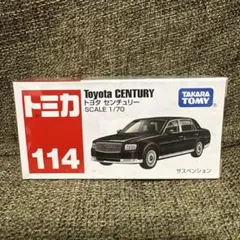 トミカ
114
Toyota CENTURY
トヨタ センチュリー
SCALE 1/70
TAKARA
TOMY
サスペンション